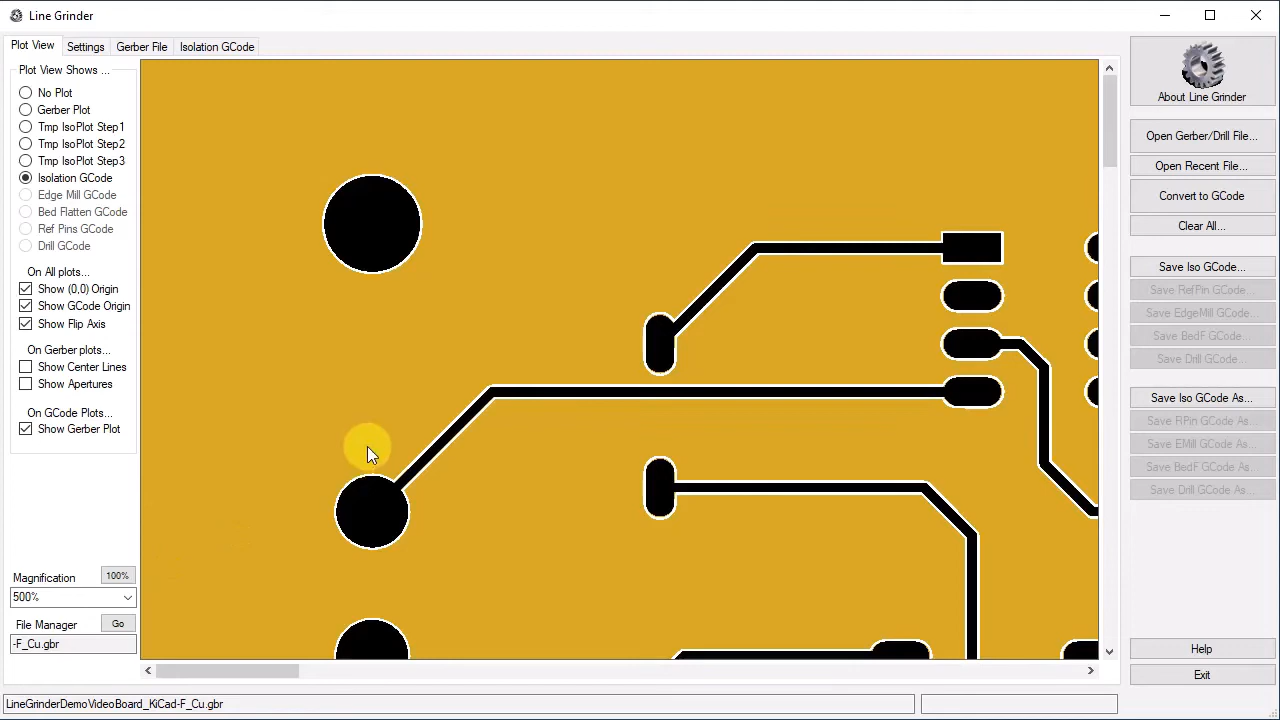 Line Grinder
Plot View
Settings
Gerber File
Isolation GCode
Plot View Shows ...
No Plot
Gerber Plot
Tmp IsoPlot Step1
Tmp IsoPlot Step2
Tmp IsoPlot Step3
Isolation GCode
Edge Mill GCode
Bed Flatten GCode
Ref Pins GCode
Drill GCode
On All plots...
Show (0,0) Origin
Show GCode Origin
Show Flip Axis
On Gerber plots...
Show Center Lines
Show Apertures
On GCode Plots...
Show Gerber Plot
Magnification
100%
500%
File Manager
Go
-F_Cu.gbr
About Line Grinder
Open Gerber/Drill File...
Open Recent File...
Convert to GCode
Clear All...
Save Iso GCode...
Save RefPin GCode...
Save EdgeMill GCode...
Save BedF GCode...
Save Drill GCode...
Save Iso GCode As...
Save RPin GCode As...
Save EMill GCode As...
Save BedF GCode As...
Save Drill GCode As...
Help
Exit
LineGrinderDemoVideoBoard_KiCad-F_Cu.gbr